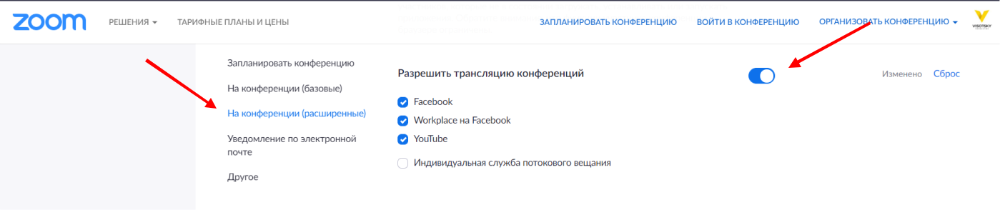 zoom РЕШЕНИЯ ТАРИФНЫЕ ПЛАНЫ И ЦЕНЫ ЗАПЛАНИРОВАТЬ КОНФЕРЕНЦИЮ ВОЙТИ В КОНФЕРЕНЦИЮ ОРГАНИЗОВАТЬ КОНФЕРЕНЦИЮ VISOTSKY
Запланировать конференцию
На конференции (базовые)
На конференции (расширенные)
Уведомление по электронной
почте
Другое
Разрешить трансляцию конференций
Изменено Сброс
Facebook
Workplace на Facebook
YouTube
Индивидуальная служба потокового вещания